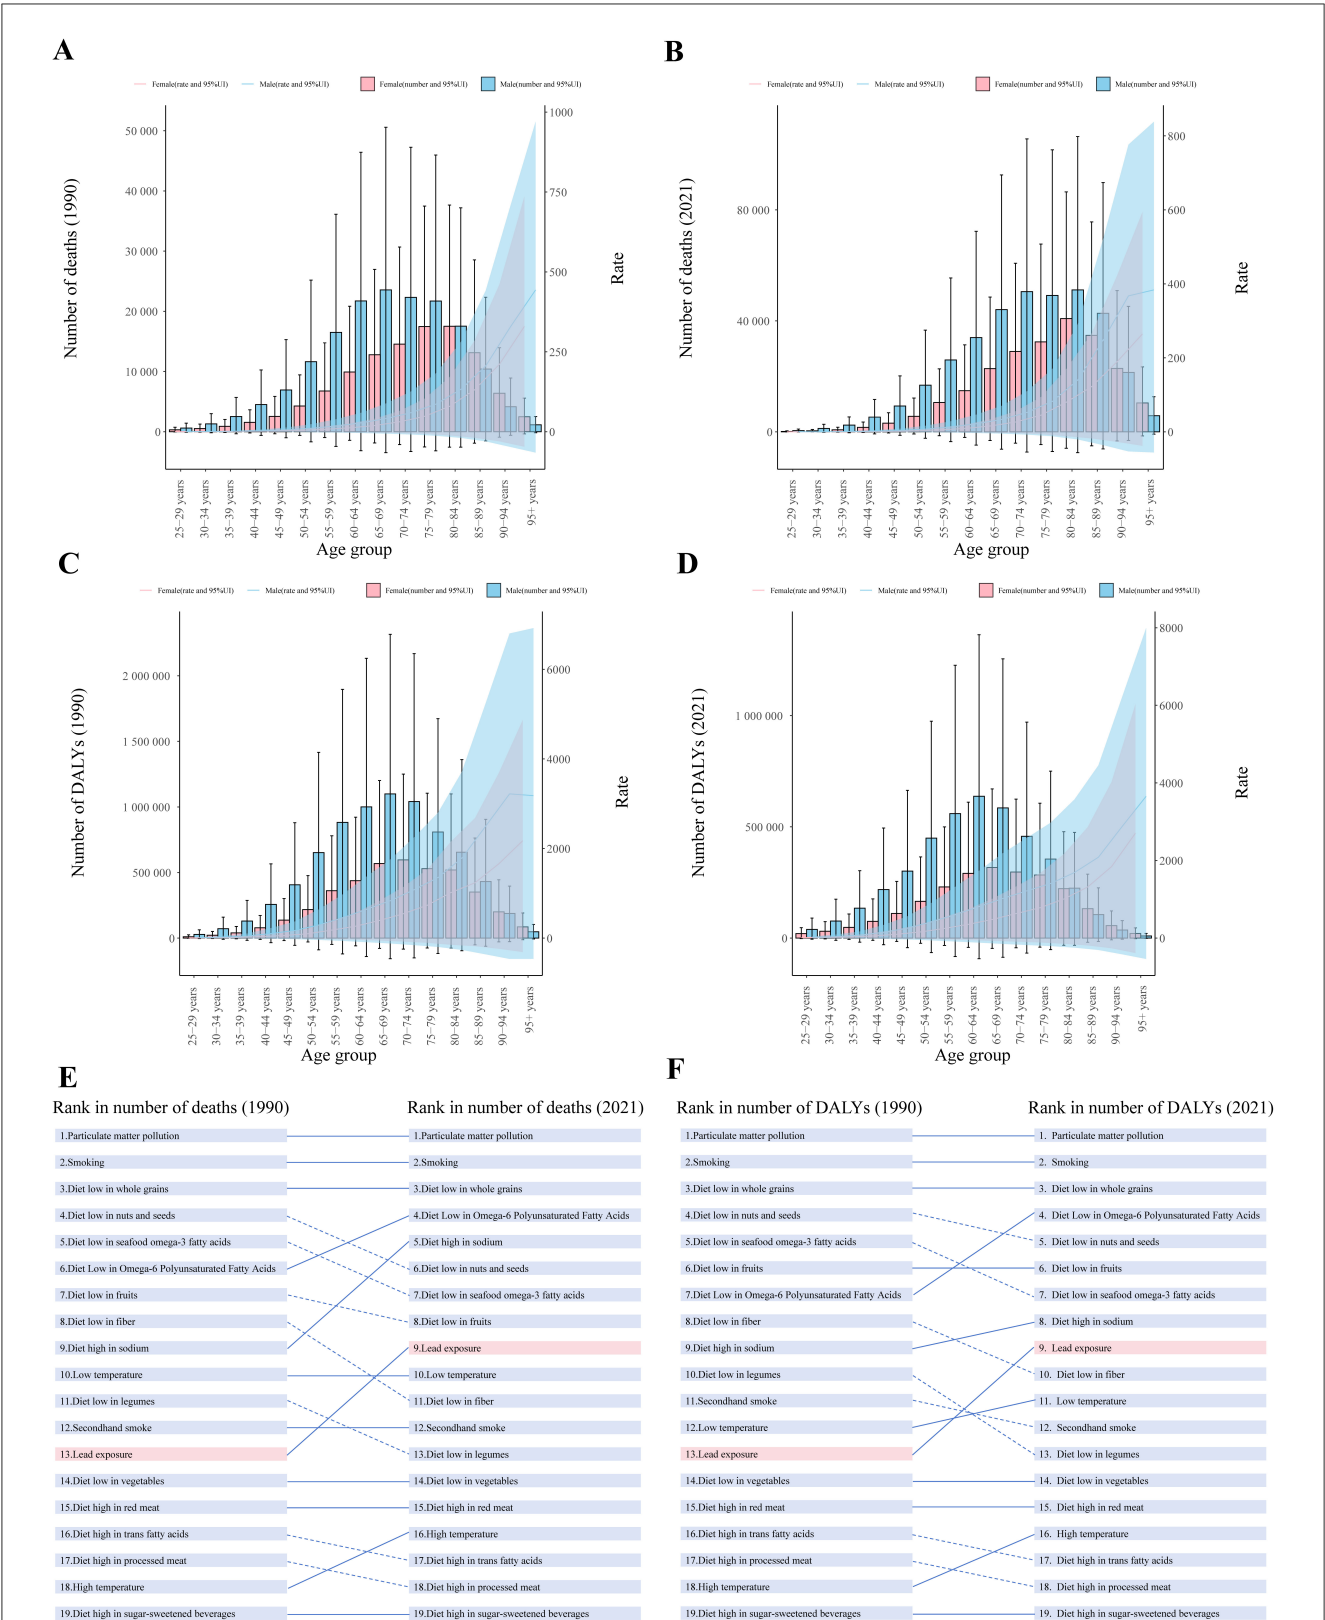 A
Female(rate and 95%UI) Male(rate and 95%UI) Female(number and 95%UI) Male(number and 95%UI)
Number of deaths (1990)
50 000
40 000
30 000
20 000
10 000
0
1000
750
500
250
0
Rate
25−29 years
30−34 years
35−39 years
40−44 years
45−49 years
50−54 years
55−59 years
60−64 years
65−69 years
70−74 years
75−79 years
80−84 years
85−89 years
90−94 years
95+ years
Age group
B
Female(rate and 95%UI) Male(rate and 95%UI) Female(number and 95%UI) Male(number and 95%UI)
Number of deaths (2021)
80 000
40 000
0
800
600
400
200
0
Rate
25−29 years
30−34 years
35−39 years
40−44 years
45−49 years
50−54 years
55−59 years
60−64 years
65−69 years
70−74 years
75−79 years
80−84 years
85−89 years
90−94 years
95+ years
Age group
C
Female(rate and 95%UI) Male(rate and 95%UI) Female(number and 95%UI) Male(number and 95%UI)
Number of DALYs (1990)
2 000 000
1 500 000
1 000 000
500 000
0
6000
4000
2000
0
Rate
25−29 years
30−34 years
35−39 years
40−44 years
45−49 years
50−54 years
55−59 years
60−64 years
65−69 years
70−74 years
75−79 years
80−84 years
85−89 years
90−94 years
95+ years
Age group
D
Female(rate and 95%UI) Male(rate and 95%UI) Female(number and 95%UI) Male(number and 95%UI)
Number of DALYs (2021)
1 000 000
500 000
0
8000
6000
4000
2000
0
Rate
25−29 years
30−34 years
35−39 years
40−44 years
45−49 years
50−54 years
55−59 years
60−64 years
65−69 years
70−74 years
75−79 years
80−84 years
85−89 years
90−94 years
95+ years
Age group
E
Rank in number of deaths (1990)
1.Particulate matter pollution
2.Smoking
3.Diet low in whole grains
4.Diet low in nuts and seeds
5.Diet low in seafood omega-3 fatty acids
6.Diet Low in Omega-6 Polyunsaturated Fatty Acids
7.Diet low in fruits
8.Diet low in fiber
9.Diet high in sodium
10.Low temperature
11.Diet low in legumes
12.Secondhand smoke
13.Lead exposure
14.Diet low in vegetables
15.Diet high in red meat
16.Diet high in trans fatty acids
17.Diet high in processed meat
18.High temperature
19.Diet high in sugar-sweetened beverages
Rank in number of deaths (2021)
1.Particulate matter pollution
2.Smoking
3.Diet low in whole grains
4.Diet Low in Omega-6 Polyunsaturated Fatty Acids
5.Diet high in sodium
6.Diet low in nuts and seeds
7.Diet low in seafood omega-3 fatty acids
8.Diet low in fruits
9.Lead exposure
10.Low temperature
11.Diet low in fiber
12.Secondhand smoke
13.Diet low in legumes
14.Diet low in vegetables
15.Diet high in red meat
16.High temperature
17.Diet high in trans fatty acids
18.Diet high in processed meat
19.Diet high in sugar-sweetened beverages
F
Rank in number of DALYs (1990)
1.Particulate matter pollution
2.Smoking
3.Diet low in whole grains
4.Diet low in nuts and seeds
5.Diet low in seafood omega-3 fatty acids
6.Diet low in fruits
7.Diet Low in Omega-6 Polyunsaturated Fatty Acids
8.Diet low in fiber
9.Diet high in sodium
10.Diet low in legumes
11.Secondhand smoke
12.Low temperature
13.Lead exposure
14.Diet low in vegetables
15.Diet high in red meat
16.Diet high in trans fatty acids
17.Diet high in processed meat
18.High temperature
19.Diet high in sugar-sweetened beverages
Rank in number of DALYs (2021)
1. Particulate matter pollution
2. Smoking
3. Diet low in whole grains
4. Diet Low in Omega-6 Polyunsaturated Fatty Acids
5. Diet low in nuts and seeds
6. Diet low in fruits
7. Diet low in seafood omega-3 fatty acids
8. Diet high in sodium
9. Lead exposure
10. Diet low in fiber
11. Low temperature
12. Secondhand smoke
13. Diet low in legumes
14. Diet low in vegetables
15. Diet high in red meat
16. High temperature
17. Diet high in trans fatty acids
18. Diet high in processed meat
19. Diet high in sugar-sweetened beverages